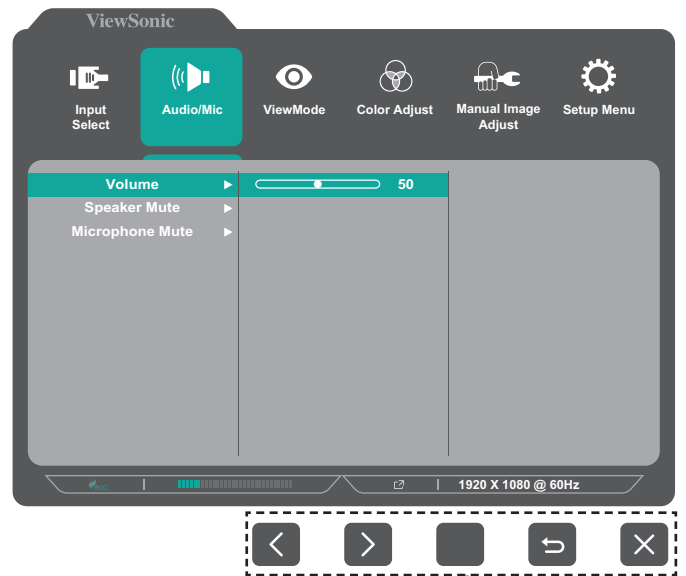 ViewSonic
Input
Select
Audio/Mic
ViewMode
Color Adjust
Manual Image
Adjust
Setup Menu
Volume
50
Speaker Mute
Microphone Mute
eco
1920 X 1080 @ 60Hz